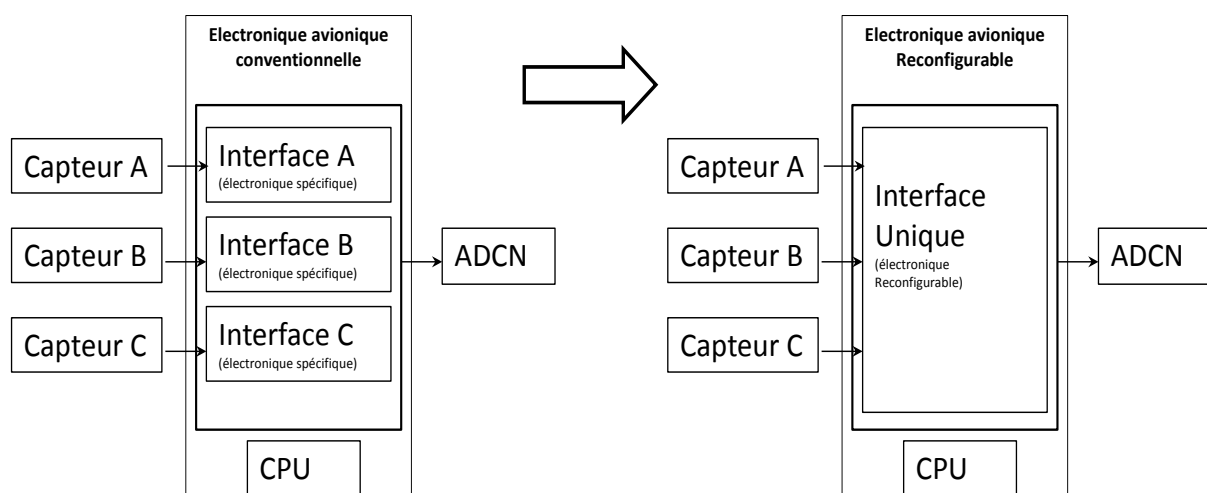 Electronique avionique
conventionnelle
Capteur A
Interface A
(électronique spécifique)
Capteur B
Interface B
(électronique spécifique)
ADCN
Capteur C
Interface C
(électronique spécifique)
CPU
Electronique avionique
Reconfigurable
Capteur A
Capteur B
Capteur C
Interface
Unique
(électronique
Reconfigurable)
ADCN
CPU